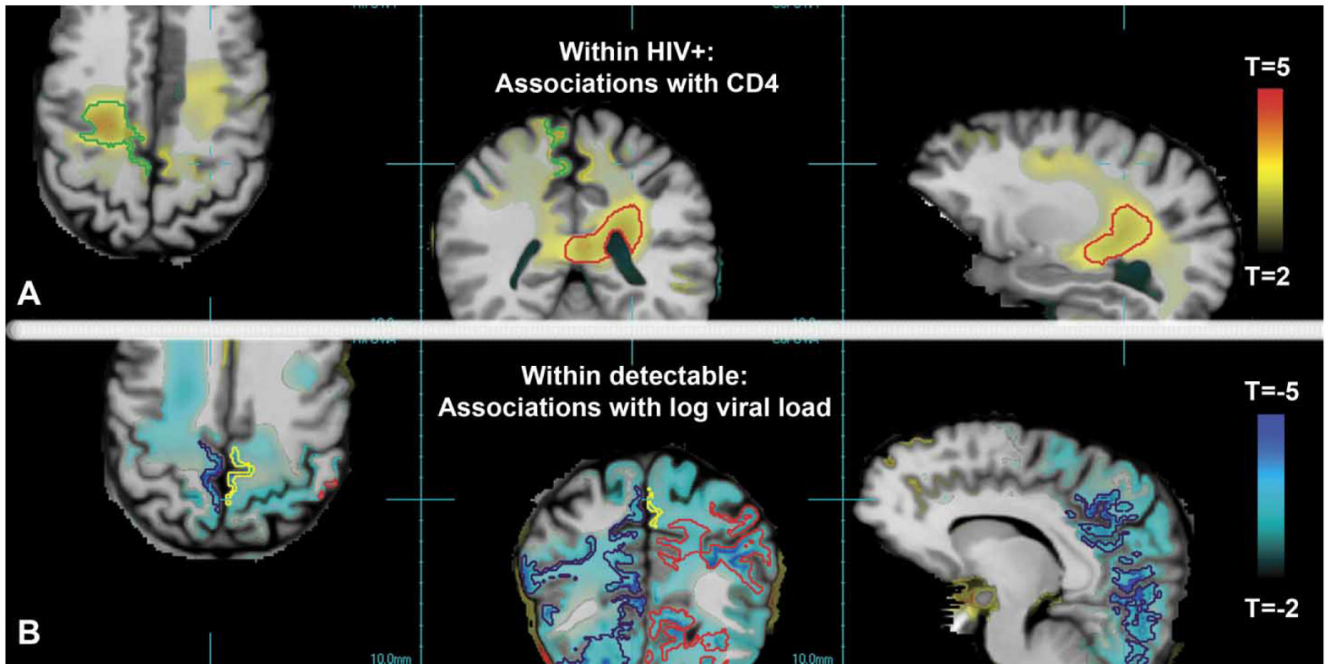 Within HIV+:
Associations with CD4
T=5
T=2
A
Within detectable:
Associations with log viral load
T=-5
T=-2
B
10.0mm
10.0mm